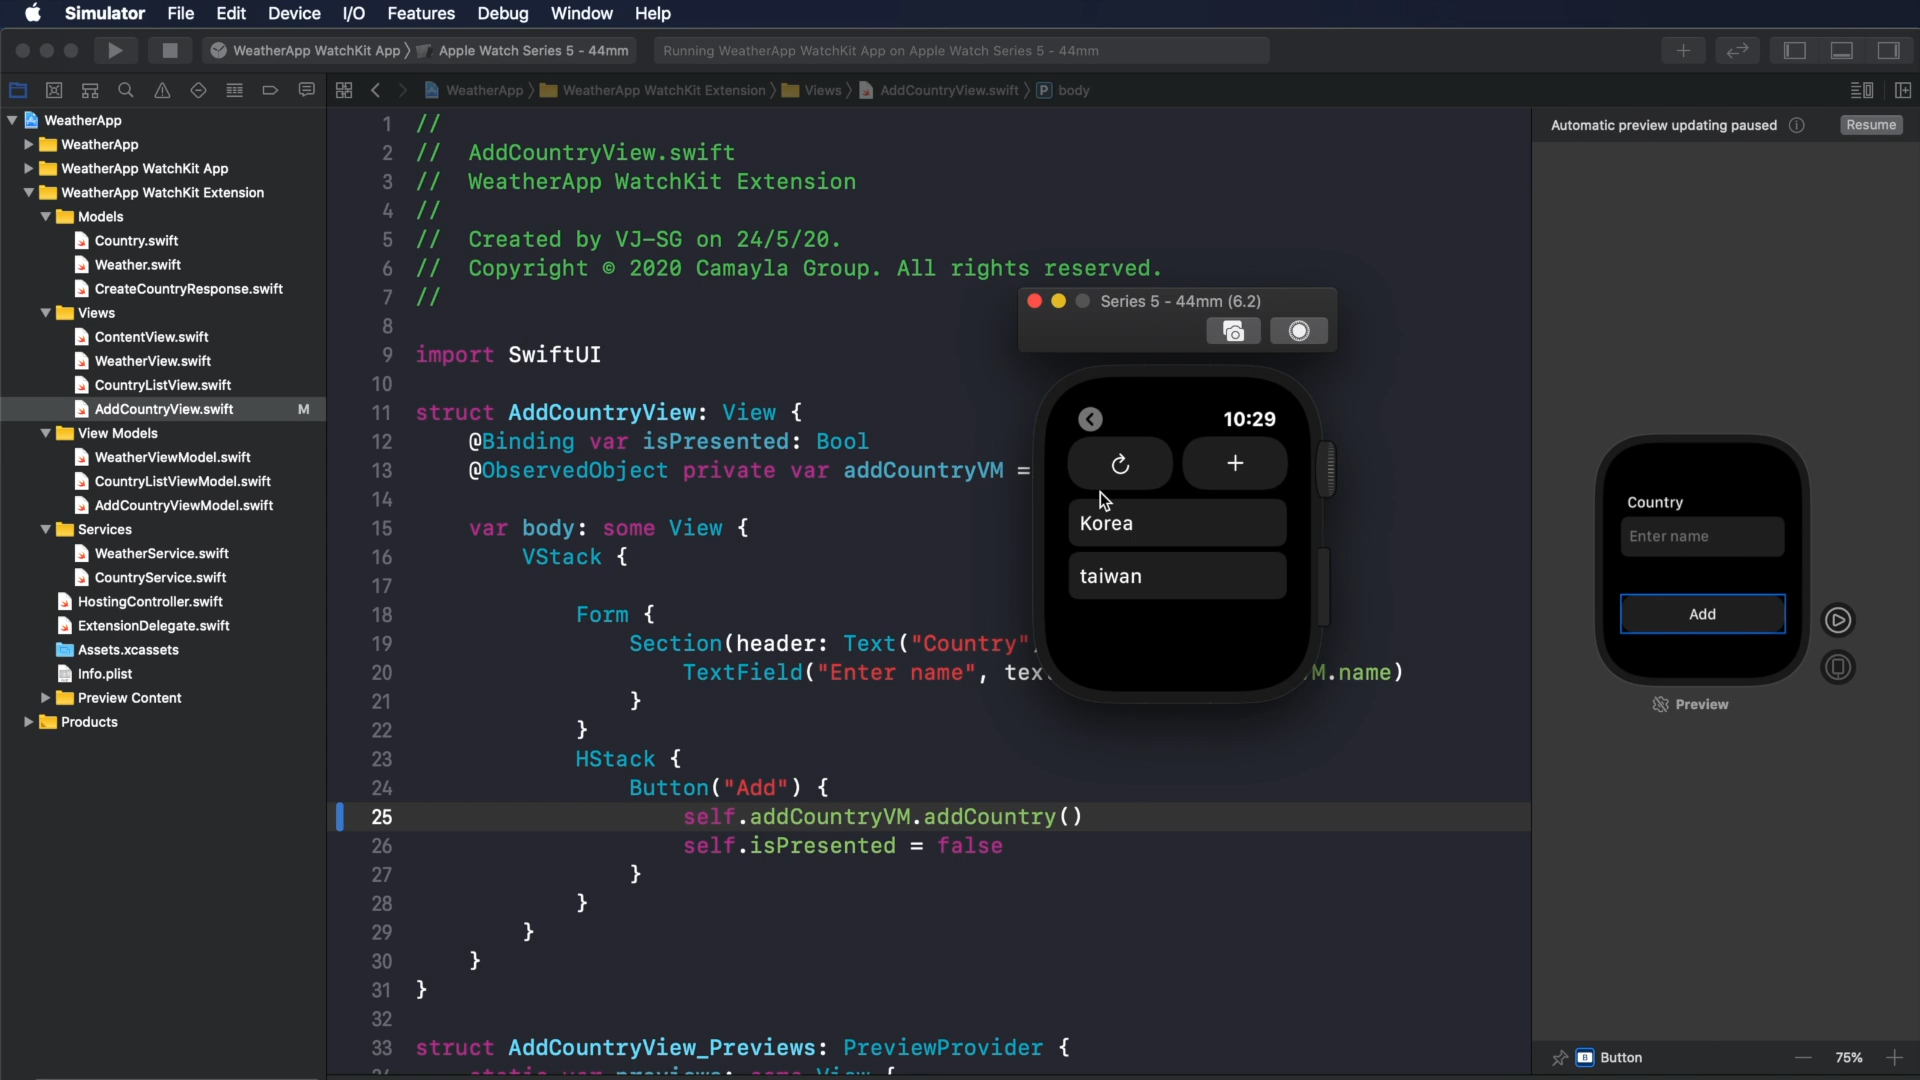 Simulator File Edit Device I/O Features Debug Window Help
WeatherApp WatchKit App Apple Watch Series 5 - 44mm Running WeatherApp WatchKit App on Apple Watch Series 5 - 44mm
WeatherApp WeatherApp WatchKit Extension Views AddCountryView.swift P body
WeatherApp
WeatherApp
WeatherApp WatchKit App
WeatherApp WatchKit Extension
Models
Country.swift
Weather.swift
CreateCountryResponse.swift
Views
ContentView.swift
WeatherView.swift
CountryListView.swift
AddCountryView.swift M
View Models
WeatherViewModel.swift
CountryListViewModel.swift
AddCountryViewModel.swift
Services
WeatherService.swift
CountryService.swift
HostingController.swift
ExtensionDelegate.swift
Assets.xcassets
Info.plist
Preview Content
Products
1 //
2 // AddCountryView.swift
3 // WeatherApp WatchKit Extension
4 //
5 // Created by VJ-SG on 24/5/20.
6 // Copyright © 2020 Camayla Group. All rights reserved.
7 //
8
9 import SwiftUI
10
11 struct AddCountryView: View {
12 @Binding var isPresented: Bool
13 @ObservedObject private var addCountryVM =
14
15 var body: some View {
16 VStack {
17
18 Form {
19 Section(header: Text("Country"
20 TextField("Enter name", tex M.name)
21 }
22 }
23 HStack {
24 Button("Add") {
25 self.addCountryVM.addCountry()
26 self.isPresented = false
27 }
28 }
29 }
30 }
31 }
32
33 struct AddCountryView_Previews: PreviewProvider {
Series 5 - 44mm (6.2)
10:29
+
Korea
taiwan
Automatic preview updating paused Resume
Country
Enter name
Add
Preview
B Button 75%